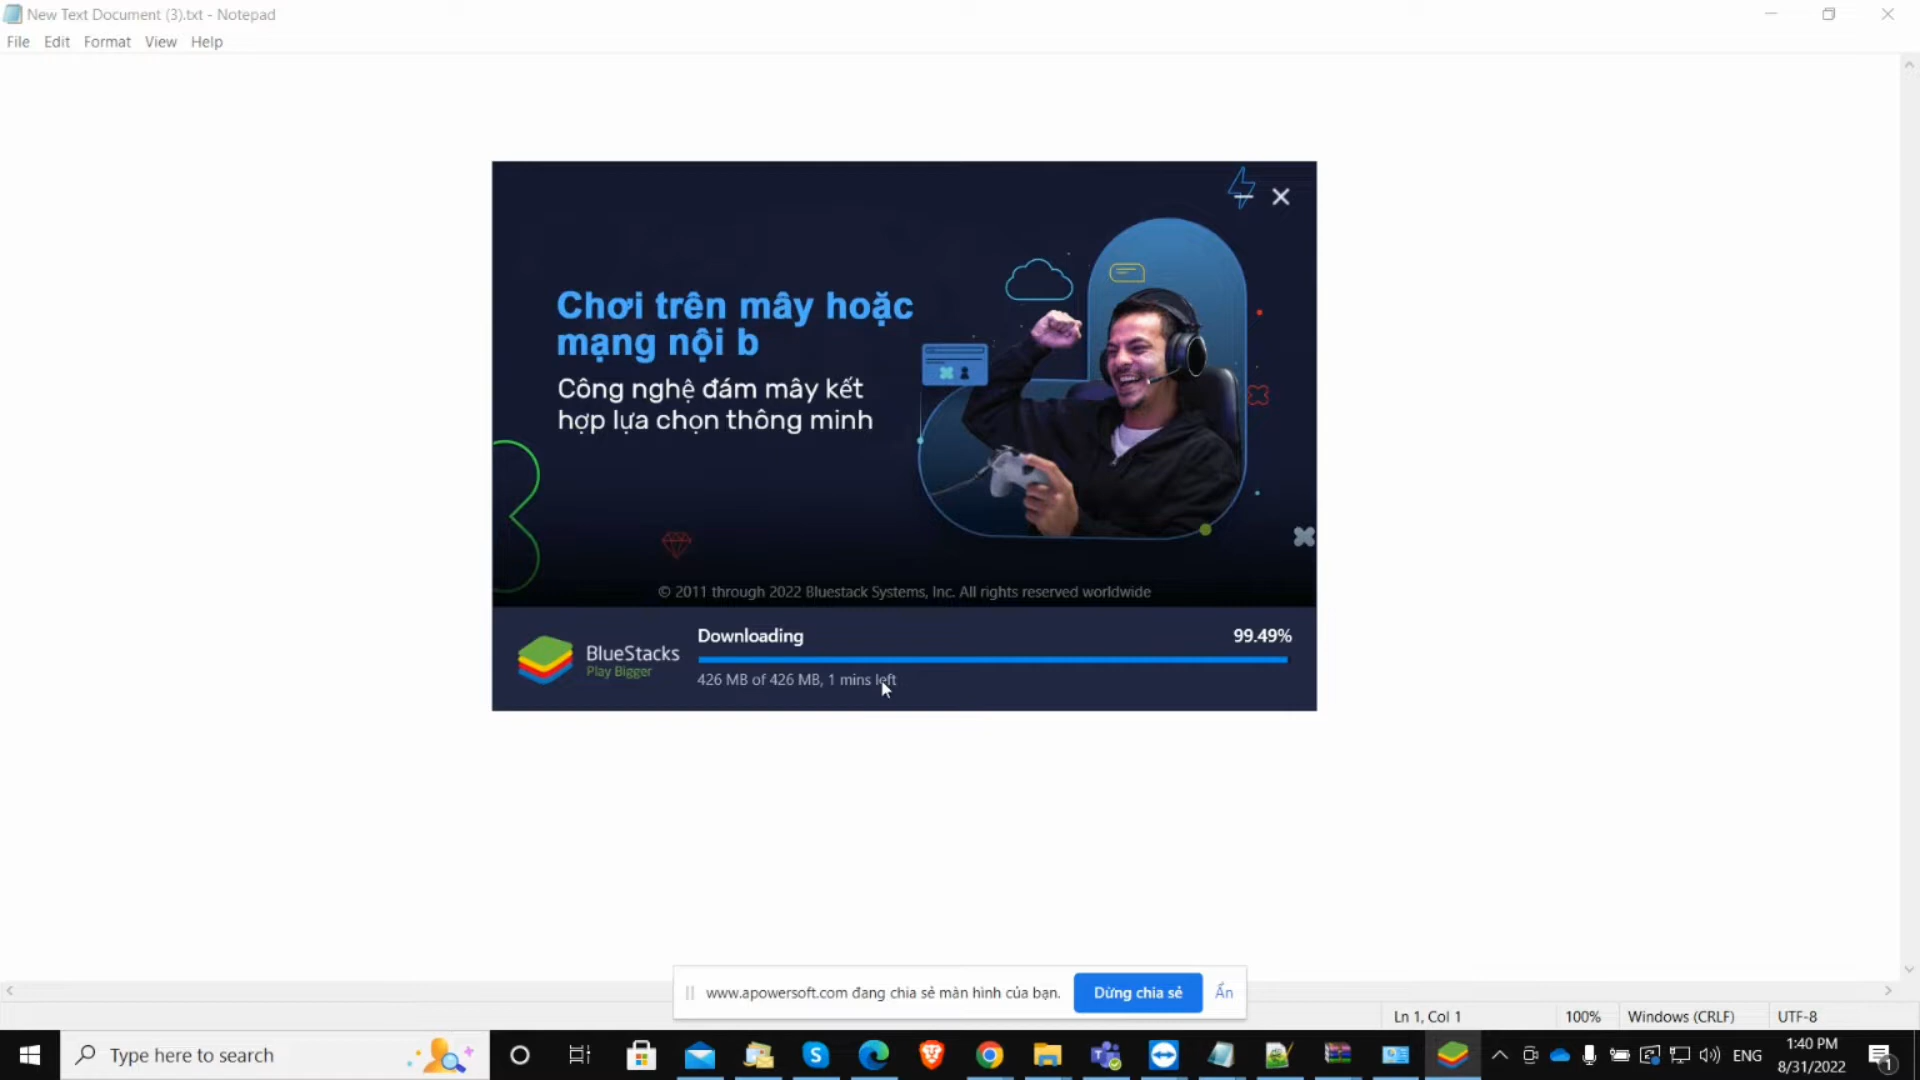 New Text Document (3).txt - Notepad
File Edit Format View Help
Chơi trên mây hoặc
mạng nội b
Công nghệ đám mây kết
hợp lựa chọn thông minh
© 2011 through 2022 Bluestack Systems, Inc. All rights reserved worldwide
BlueStacks
Play Bigger
Downloading 99.49%
426 MB of 426 MB, 1 mins left
www.apowersoft.com đang chia sẻ màn hình của bạn. Dừng chia sẻ Ẩn
Ln 1, Col 1 100% Windows (CRLF) UTF-8
Type here to search
ENG
1:40 PM
8/31/2022
1